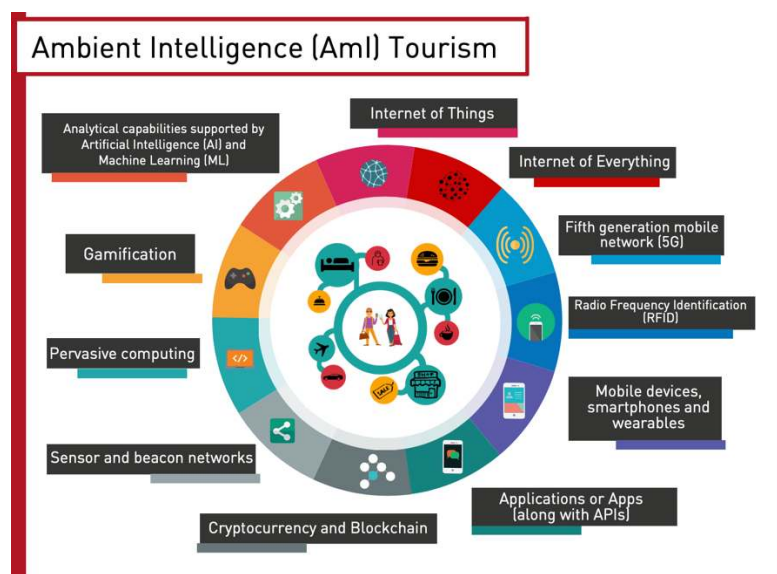 Ambient Intelligence (AmI) Tourism
Internet of Things
Internet of Everything
Fifth generation mobile
network (5G)
Radio Frequency Identification
(RFID)
Mobile devices,
smartphones and
wearables
Applications or Apps
(along with APIs)
Cryptocurrency and Blockchain
Sensor and beacon networks
Pervasive computing
Gamification
Analytical capabilities supported by
Artificial Intelligence (AI) and
Machine Learning (ML)
</>
SALE
SHOP